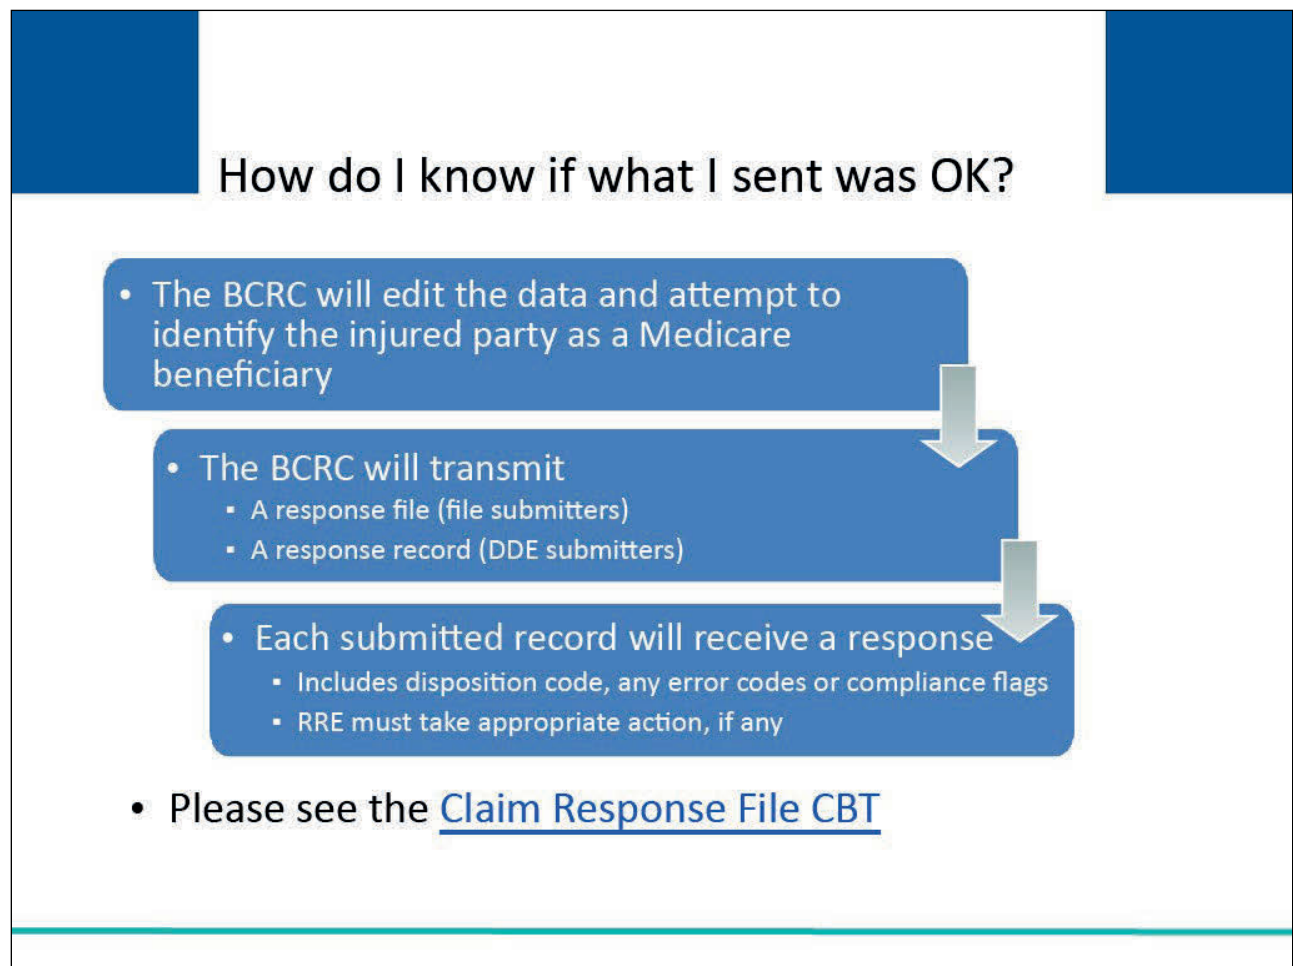 How do I know if what I sent was OK?
• The BCRC will edit the data and attempt to
identify the injured party as a Medicare
beneficiary
• The BCRC will transmit
▪ A response file (file submitters)
▪ A response record (DDE submitters)
• Each submitted record will receive a response
▪ Includes disposition code, any error codes or compliance flags
▪ RRE must take appropriate action, if any
• Please see the Claim Response File CBT